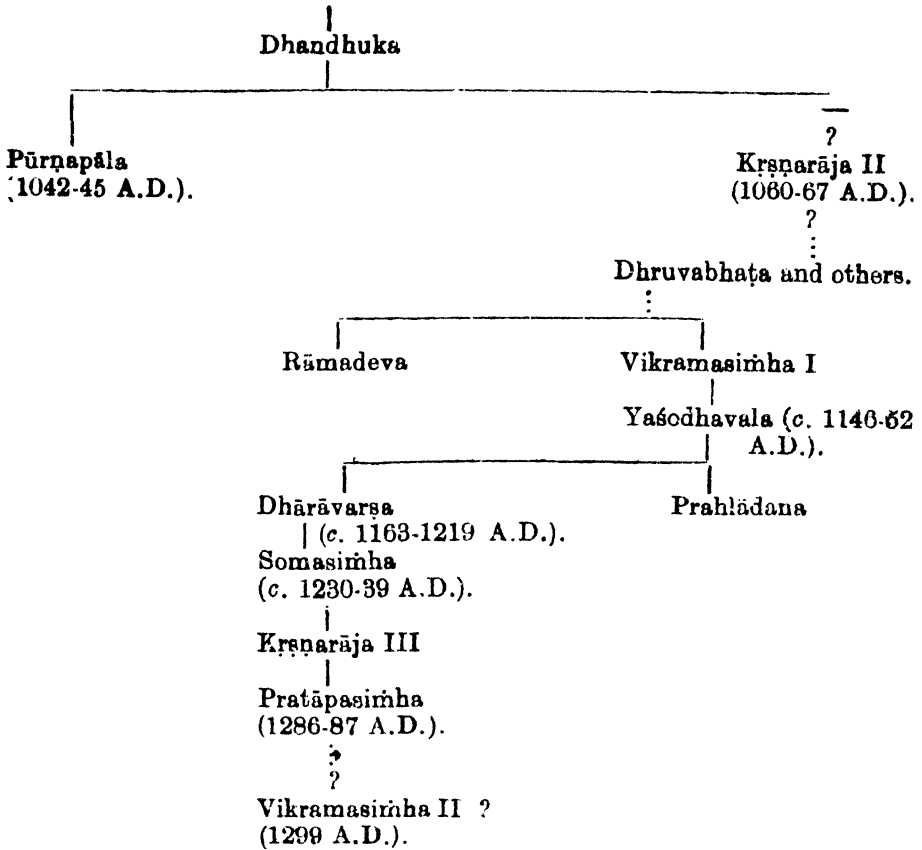 Dhandhuka
?
Pūrṇapāla Kṛṣṇarāja II
(1042-45 A.D.). (1060-67 A.D.).
?
Dhruvabhaṭa and others.
Rāmadeva Vikramasiṁha I
Yaśodhavala (c. 1146-52
A.D.).
Dhārāvarṣa Prahlādana
(c. 1163-1219 A.D.).
Somasiṁha
(c. 1230-39 A.D.).
Kṛṣṇarāja III
Pratāpasiṁha
(1286-87 A.D.).
?
Vikramasiṁha II ?
(1299 A.D.).